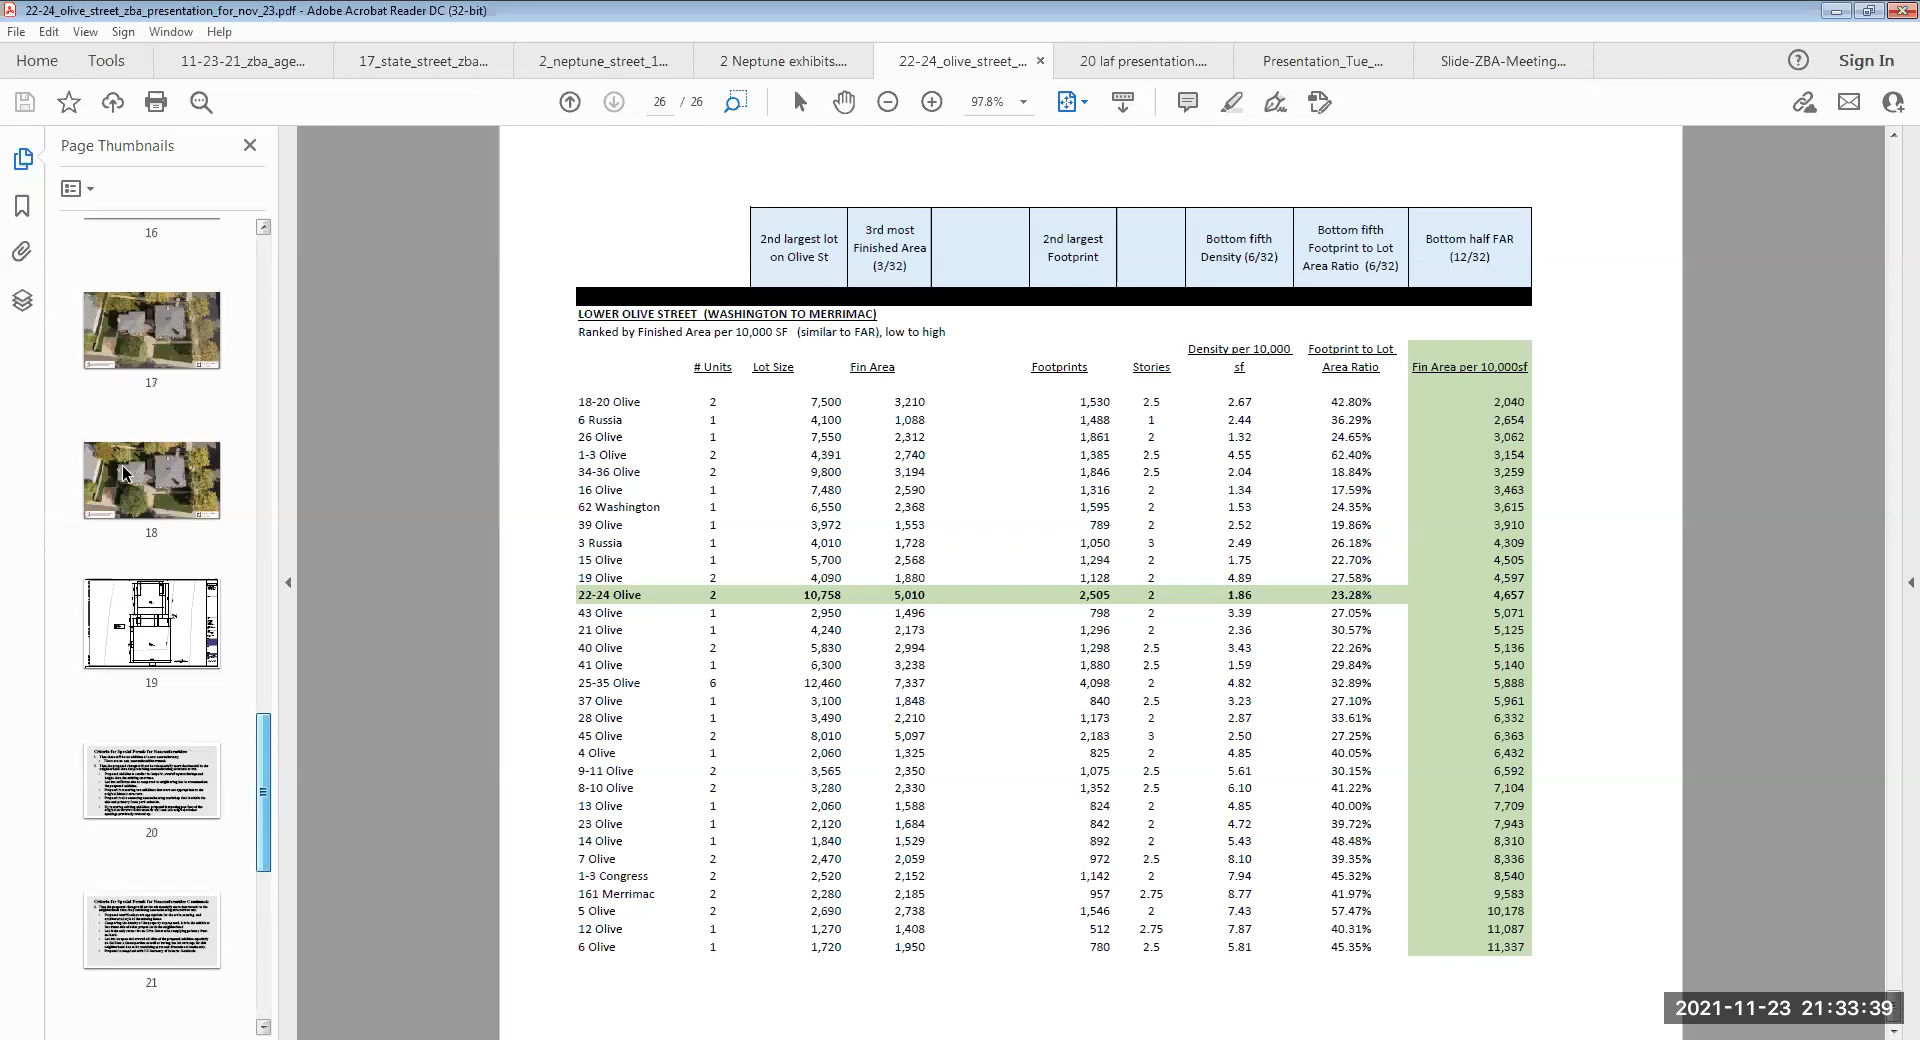 22-24_olive_street_zba_presentation_for_nov_23.pdf - Adobe Acrobat Reader DC (32-bit)
File Edit View Sign Window Help
Home Tools 11-23-21_zba_age... 17_state_street_zba... 2_neptune_street_1... 2 Neptune exhibits.... 22-24_olive_street_... × 20 laf presentation.... Presentation_Tue_... Slide-ZBA-Meeting... Sign In
26 / 26 97.8%
Page Thumbnails
16
17
18
19
20
21
2nd largest lot on Olive St
3rd most Finished Area (3/32)
2nd largest Footprint
Bottom fifth Density (6/32)
Bottom fifth Footprint to Lot Area Ratio (6/32)
Bottom half FAR (12/32)
LOWER OLIVE STREET (WASHINGTON TO MERRIMAC)
Ranked by Finished Area per 10,000 SF (similar to FAR), low to high
# Units Lot Size Fin Area Footprints Stories Density per 10,000 sf Footprint to Lot Area Ratio Fin Area per 10,000sf
18-20 Olive 2 7,500 3,210 1,530 2.5 2.67 42.80% 2,040
6 Russia 1 4,100 1,088 1,488 1 2.44 36.29% 2,654
26 Olive 1 7,550 2,312 1,861 2 1.32 24.65% 3,062
1-3 Olive 2 4,391 2,740 1,385 2.5 4.55 62.40% 3,154
34-36 Olive 2 9,800 3,194 1,846 2.5 2.04 18.84% 3,259
16 Olive 1 7,480 2,590 1,316 2 1.34 17.59% 3,463
62 Washington 1 6,550 2,368 1,595 2 1.53 24.35% 3,615
39 Olive 1 3,972 1,553 789 2 2.52 19.86% 3,910
3 Russia 1 4,010 1,728 1,050 3 2.49 26.18% 4,309
15 Olive 1 5,700 2,568 1,294 2 1.75 22.70% 4,505
19 Olive 2 4,090 1,880 1,128 2 4.89 27.58% 4,597
22-24 Olive 2 10,758 5,010 2,505 2 1.86 23.28% 4,657
43 Olive 1 2,950 1,496 798 2 3.39 27.05% 5,071
21 Olive 1 4,240 2,173 1,296 2 2.36 30.57% 5,125
40 Olive 2 5,830 2,994 1,298 2.5 3.43 22.26% 5,136
41 Olive 1 6,300 3,238 1,880 2.5 1.59 29.84% 5,140
25-35 Olive 6 12,460 7,337 4,098 2 4.82 32.89% 5,888
37 Olive 1 3,100 1,848 840 2.5 3.23 27.10% 5,961
28 Olive 1 3,490 2,210 1,173 2 2.87 33.61% 6,332
45 Olive 2 8,010 5,097 2,183 3 2.50 27.25% 6,363
4 Olive 1 2,060 1,325 825 2 4.85 40.05% 6,432
9-11 Olive 2 3,565 2,350 1,075 2.5 5.61 30.15% 6,592
8-10 Olive 2 3,280 2,330 1,352 2.5 6.10 41.22% 7,104
13 Olive 1 2,060 1,588 824 2 4.85 40.00% 7,709
23 Olive 1 2,120 1,684 842 2 4.72 39.72% 7,943
14 Olive 1 1,840 1,529 892 2 5.43 48.48% 8,310
7 Olive 2 2,470 2,059 972 2.5 8.10 39.35% 8,336
1-3 Congress 2 2,520 2,152 1,142 2 7.94 45.32% 8,540
161 Merrimac 2 2,280 2,185 957 2.75 8.77 41.97% 9,583
5 Olive 2 2,690 2,738 1,546 2 7.43 57.47% 10,178
12 Olive 1 1,270 1,408 512 2.75 7.87 40.31% 11,087
6 Olive 1 1,720 1,950 780 2.5 5.81 45.35% 11,337
2021-11-23 21:33:39